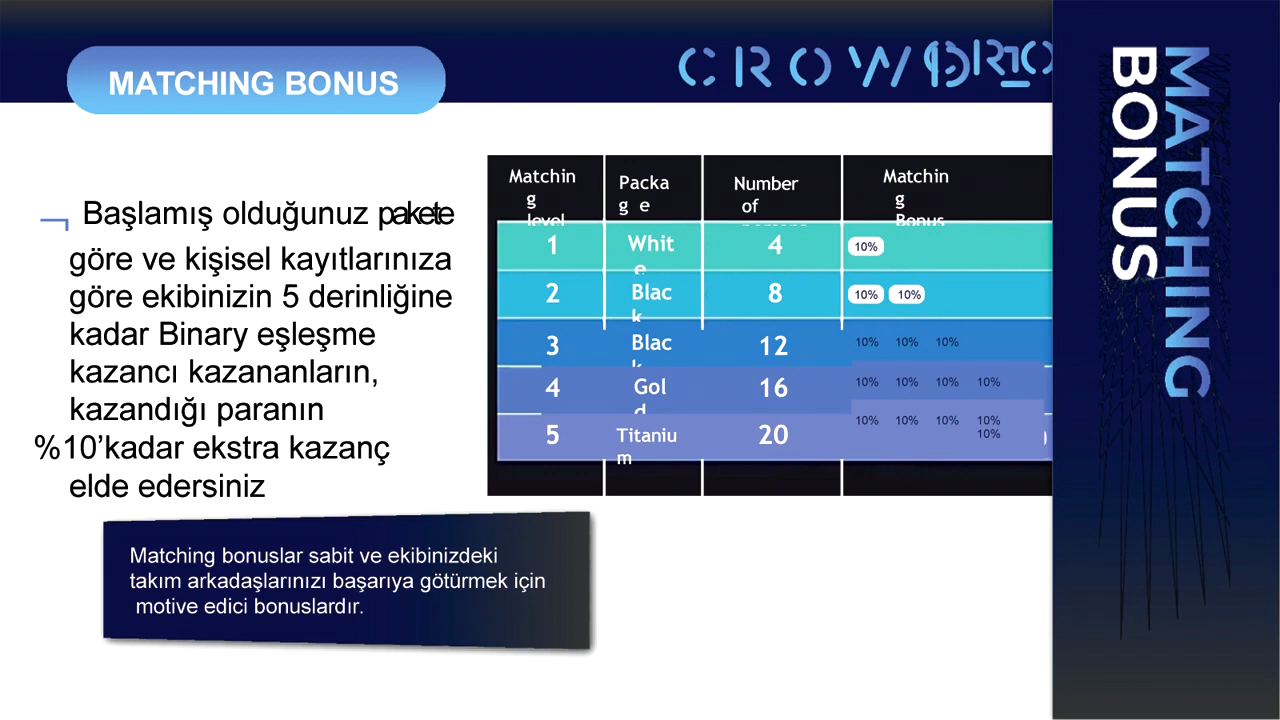 MATCHING BONUS
CROW
Başlamış olduğunuz pakete
göre ve kişisel kayıtlarınıza
göre ekibinizin 5 derinliğine
kadar Binary eşleşme
kazancı kazananların,
kazandığı paranın
%10’kadar ekstra kazanç
elde edersiniz
Matchin
g
level
Packa
g e
Number
of
Matchin
g
Bonus
1
Whit
e
4
10%
2
Blac
k
8
10% 10%
3
Blac
k
12
10% 10% 10%
4
Gol
d
16
10% 10% 10% 10%
5
Titaniu
m
20
10% 10% 10% 10%
10%
Matching bonuslar sabit ve ekibinizdeki
takım arkadaşlarınızı başarıya götürmek için
motive edici bonuslardır.
MATCHING
BONUS